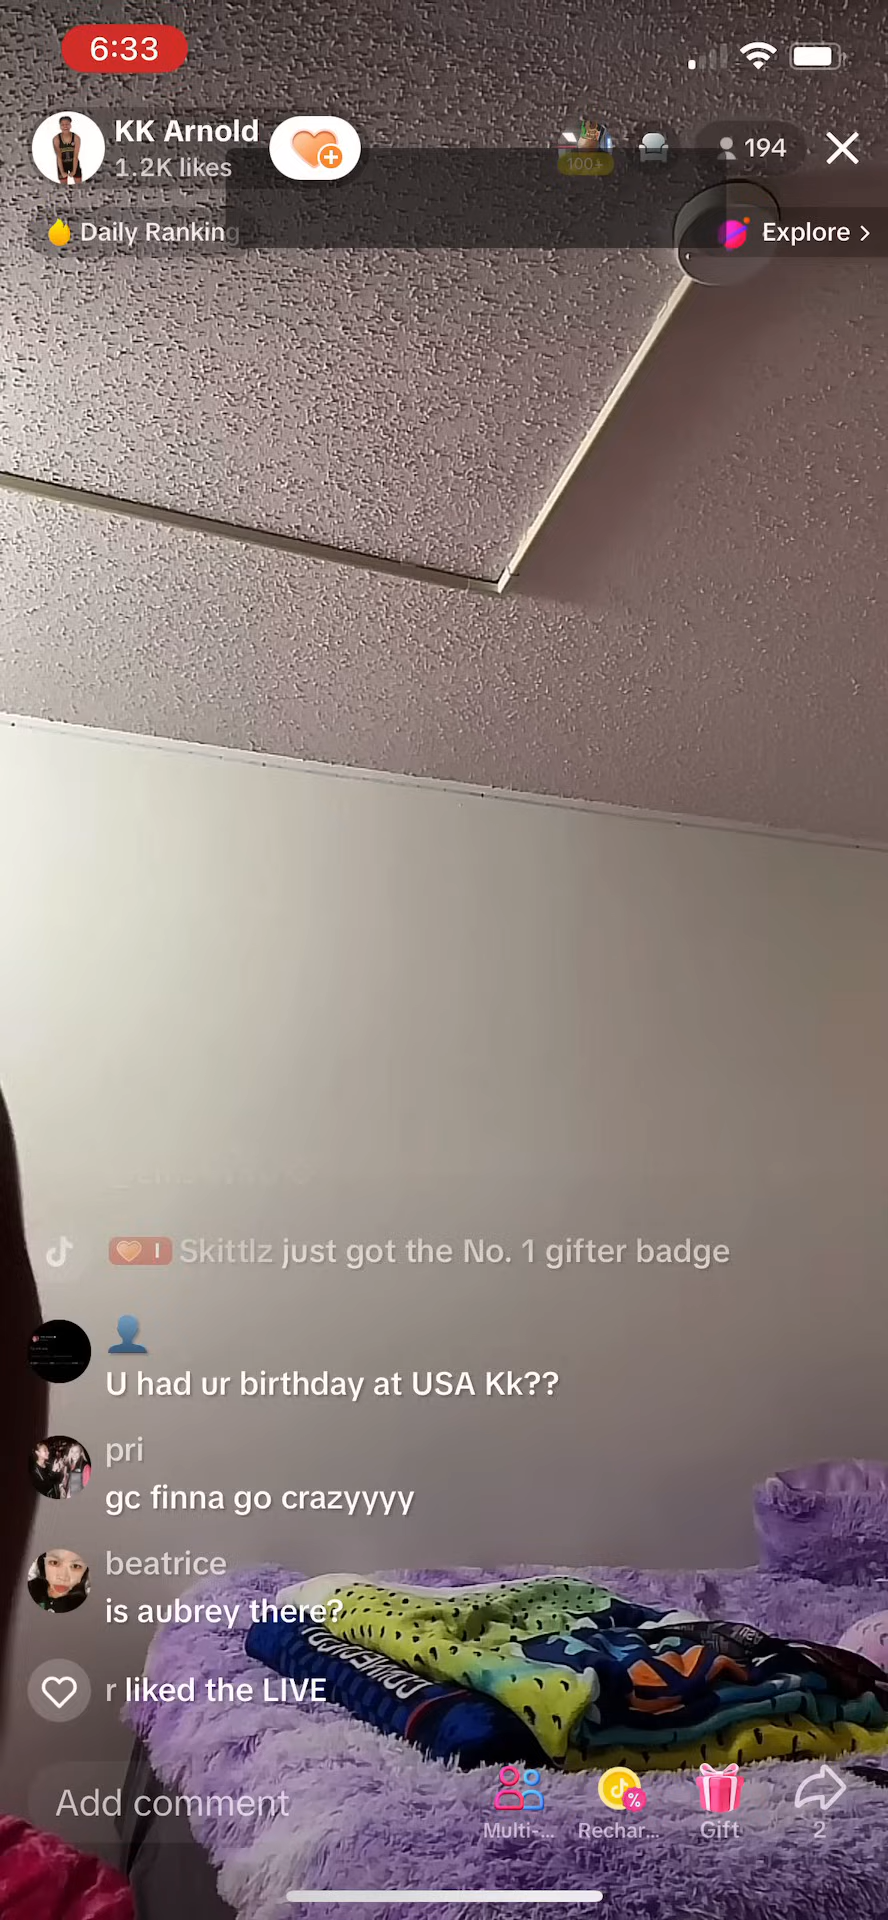 6:33
KK Arnold
1.2K likes
100+
194
Daily Ranking
Explore >
I Skittlz just got the No. 1 gifter badge
U had ur birthday at USA Kk??
pri
gc finna go crazyyyy
beatrice
is aubrey there?
r liked the LIVE
Add comment
Multi-...
Rechar...
Gift
2